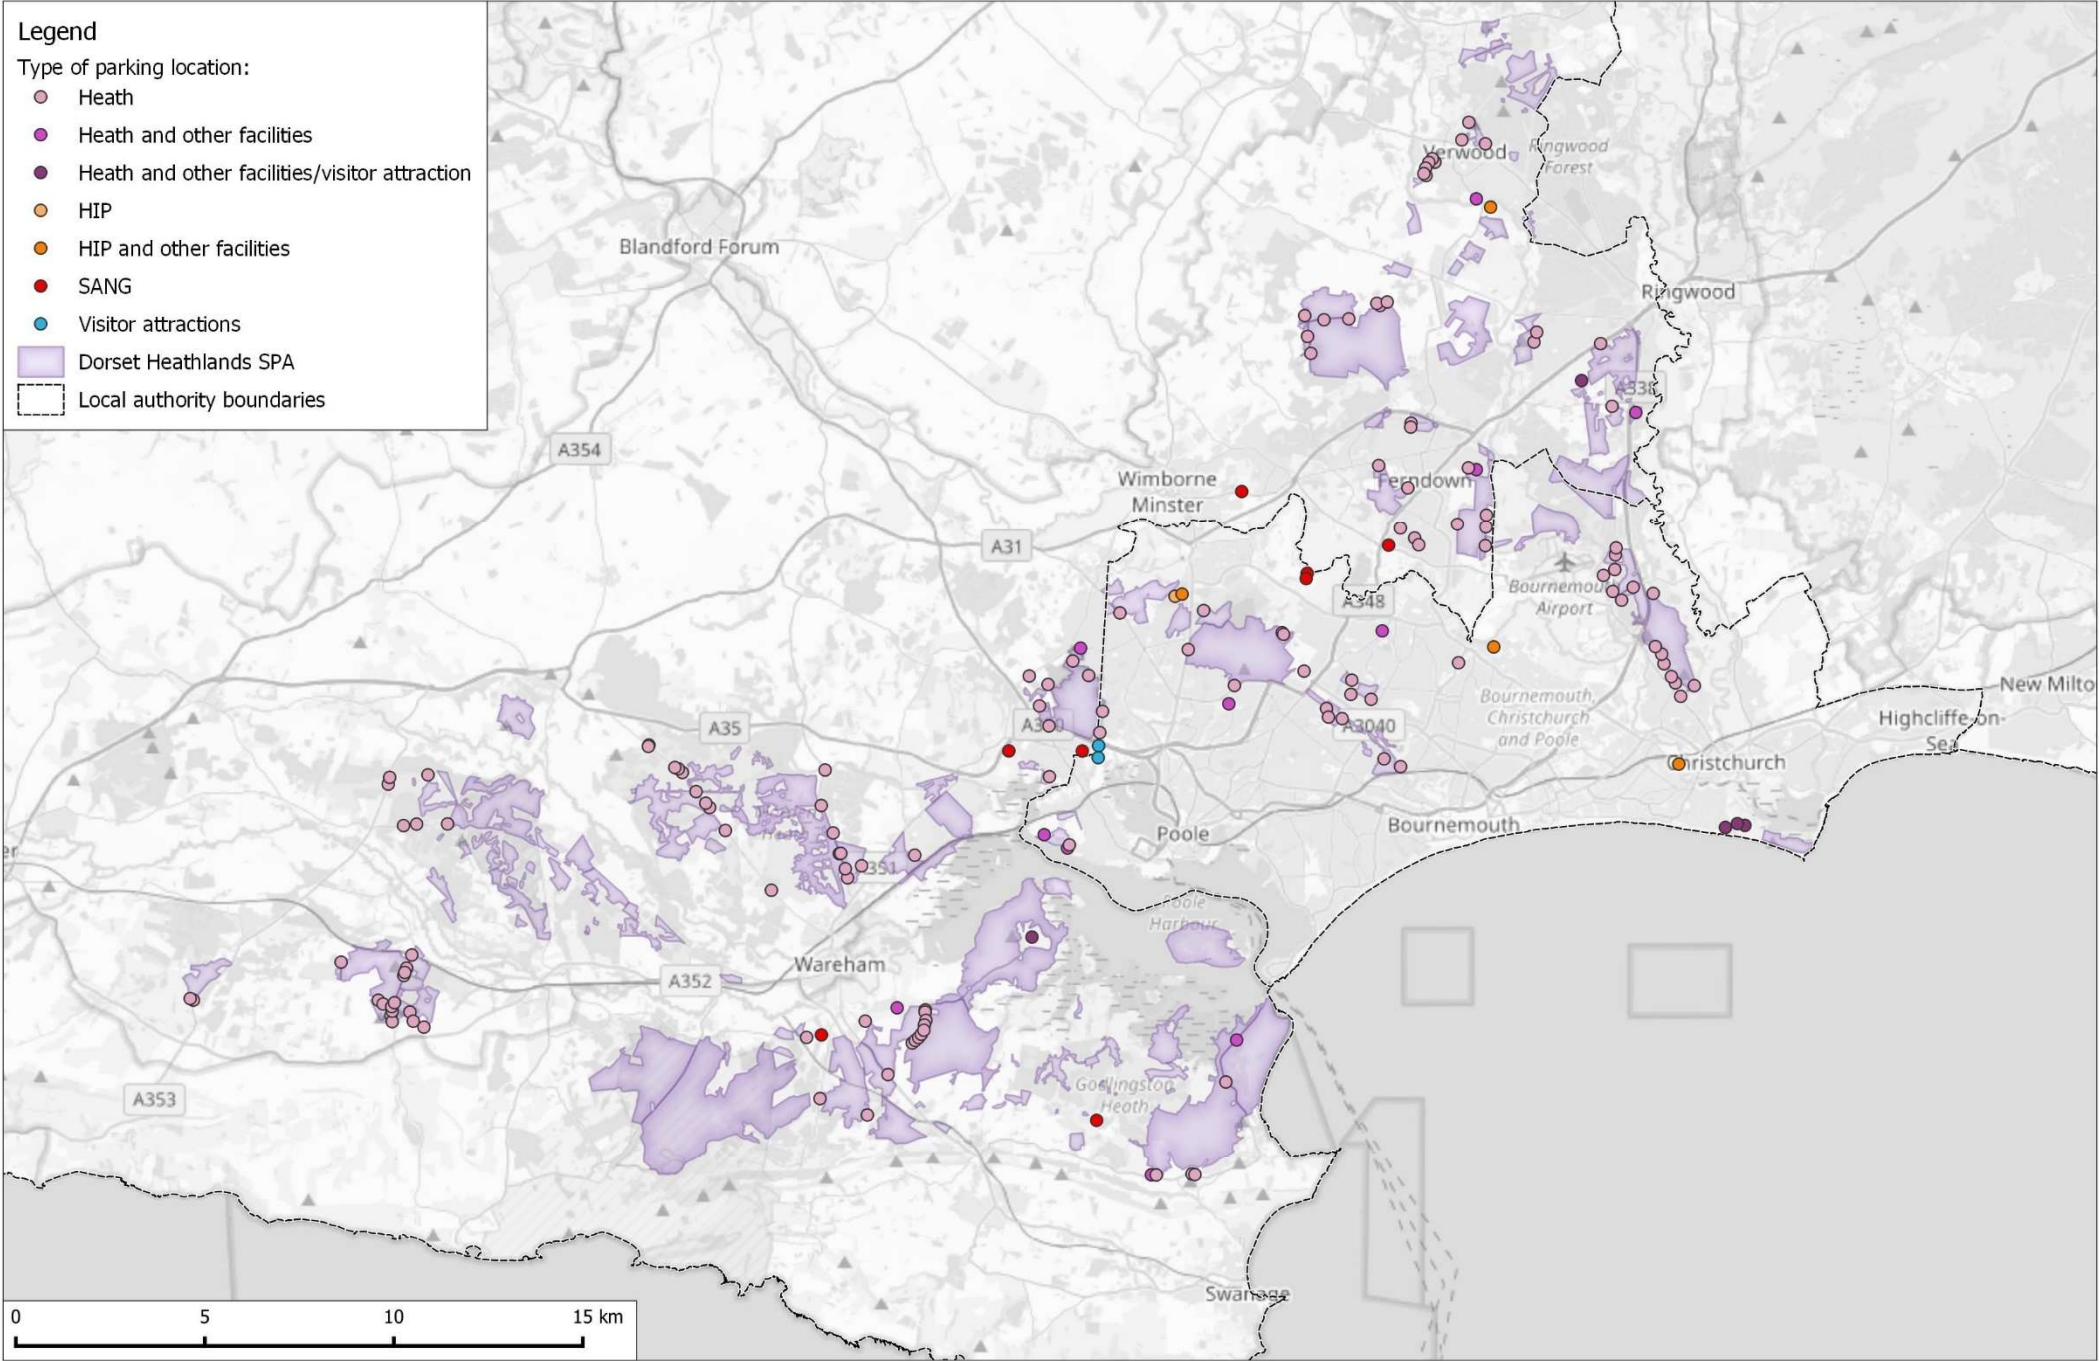 Legend
Type of parking location:
Heath
Heath and other facilities
Heath and other facilities/visitor attraction
HIP
HIP and other facilities
SANG
Visitor attractions
Dorset Heathlands SPA
Local authority boundaries
Verwood
Ringwood
Forest
Blandford Forum
Ringwood
A338
A354
Wimborne
Minster
Ferndown
A31
Bournemou
Airport
A348
New Milto
Bournemouth,
Christchurch
and Poole
Highcliffe-on-
Sea
A35
A3040
Christchurch
Poole
Bournemouth
Poole
Harbour
Wareham
A352
A353
Godlingston
Heath
Swanage
0 5 10 15 km